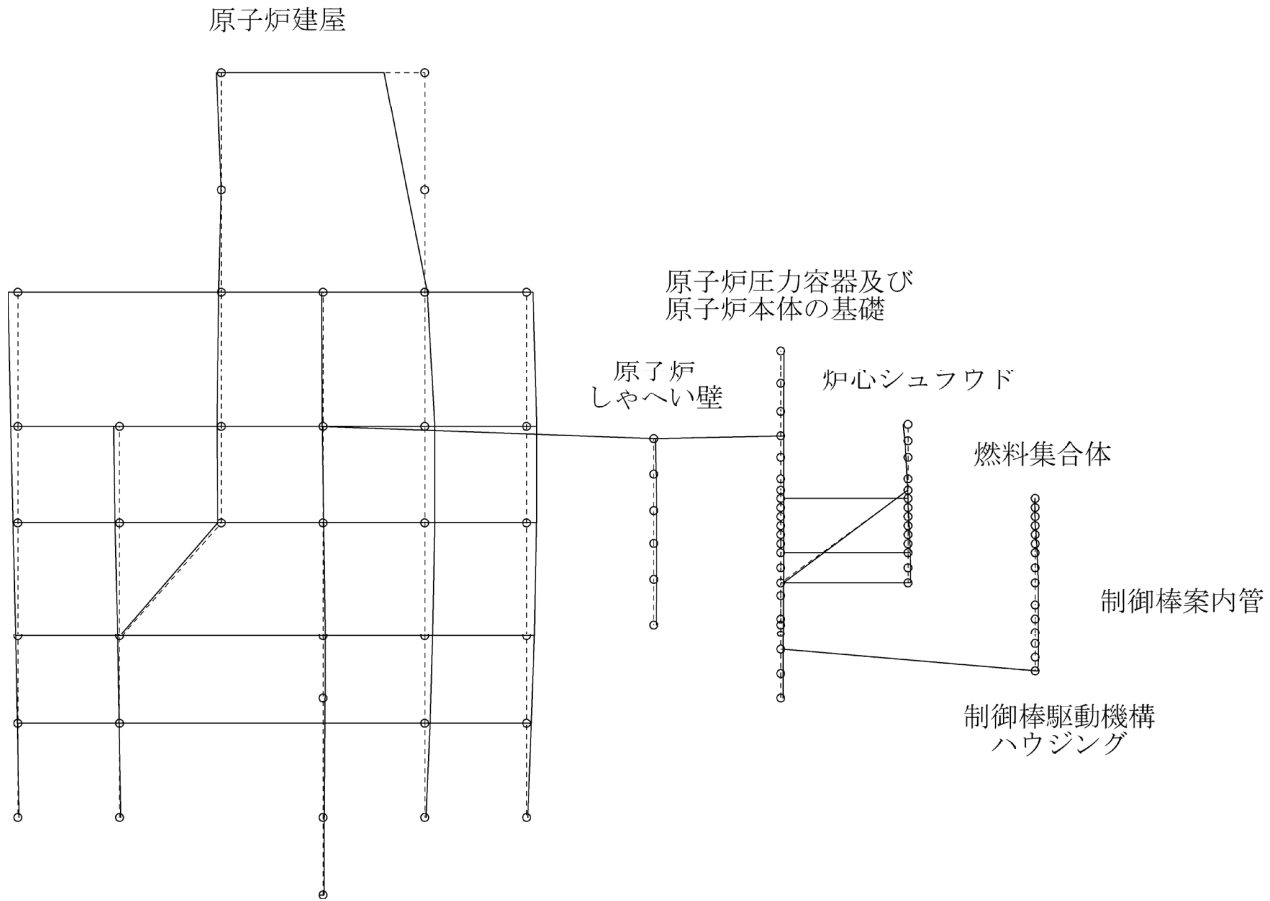 原子炉建屋
原子炉圧力容器及び
原子炉本体の基礎
原子炉
しゃへい壁
炉心シュラウド
燃料集合体
制御棒案内管
制御棒駆動機構
ハウジング